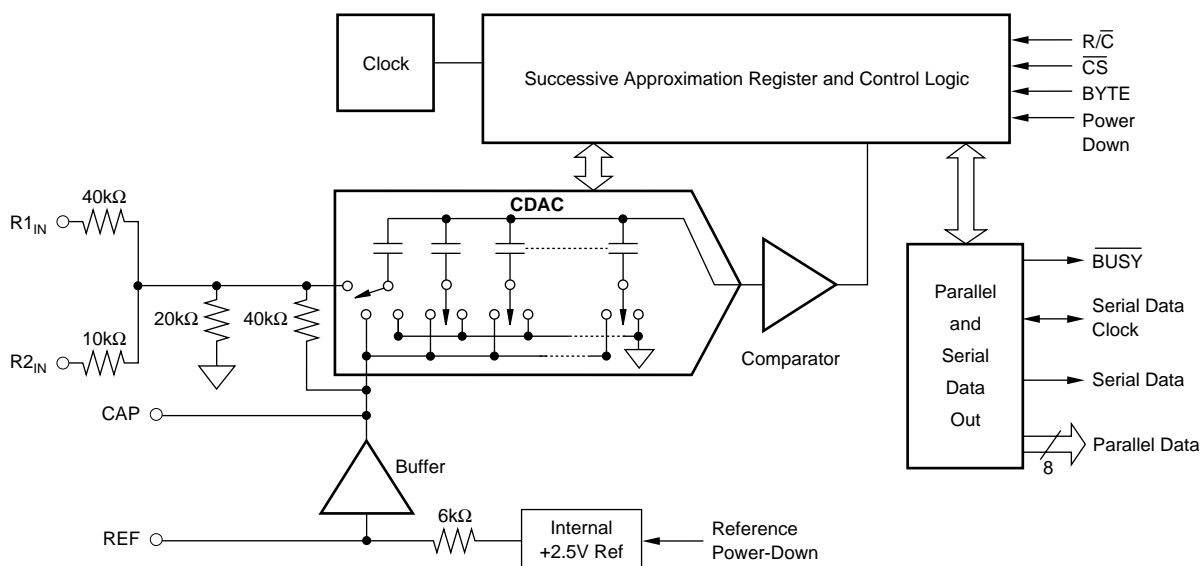 Clock
Successive Approximation Register and Control Logic
R/C̅
C̅S̅
BYTE
Power
Down
CDAC
40kΩ
R1IN
20kΩ
40kΩ
R2IN
10kΩ
Comparator
Parallel
and
Serial
Data
Out
B̅U̅S̅Y̅
Serial Data
Clock
Serial Data
Parallel Data
8
CAP
Buffer
REF
6kΩ
Internal
+2.5V Ref
Reference
Power-Down